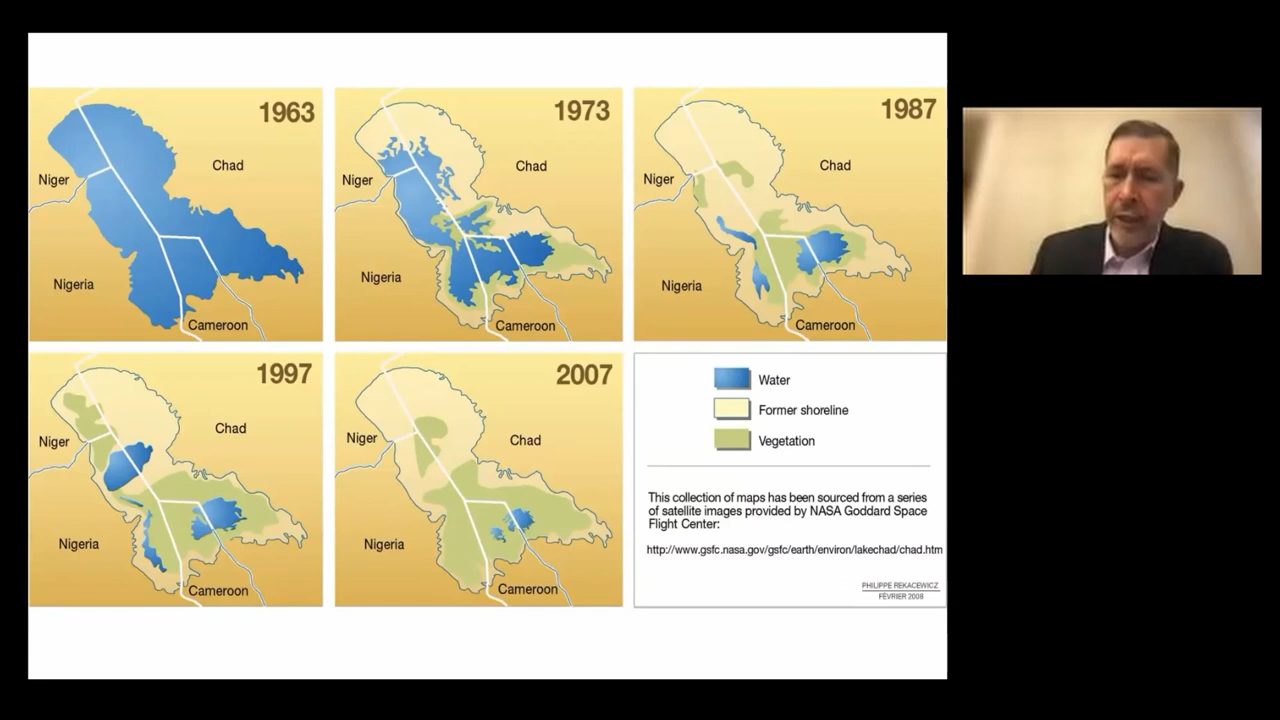 1963
Chad
Niger
Nigeria
Cameroon
1973
Chad
Niger
Nigeria
Cameroon
1987
Chad
Niger
Nigeria
Cameroon
1997
Chad
Niger
Nigeria
Cameroon
2007
Chad
Niger
Nigeria
Cameroon
Water
Former shoreline
Vegetation
This collection of maps has been sourced from a series
of satellite images provided by NASA Goddard Space
Flight Center:
http://www.gsfc.nasa.gov/gsfc/earth/environ/lakechad/chad.htm
PHILIPPE REKACEWICZ
FÉVRIER 2008